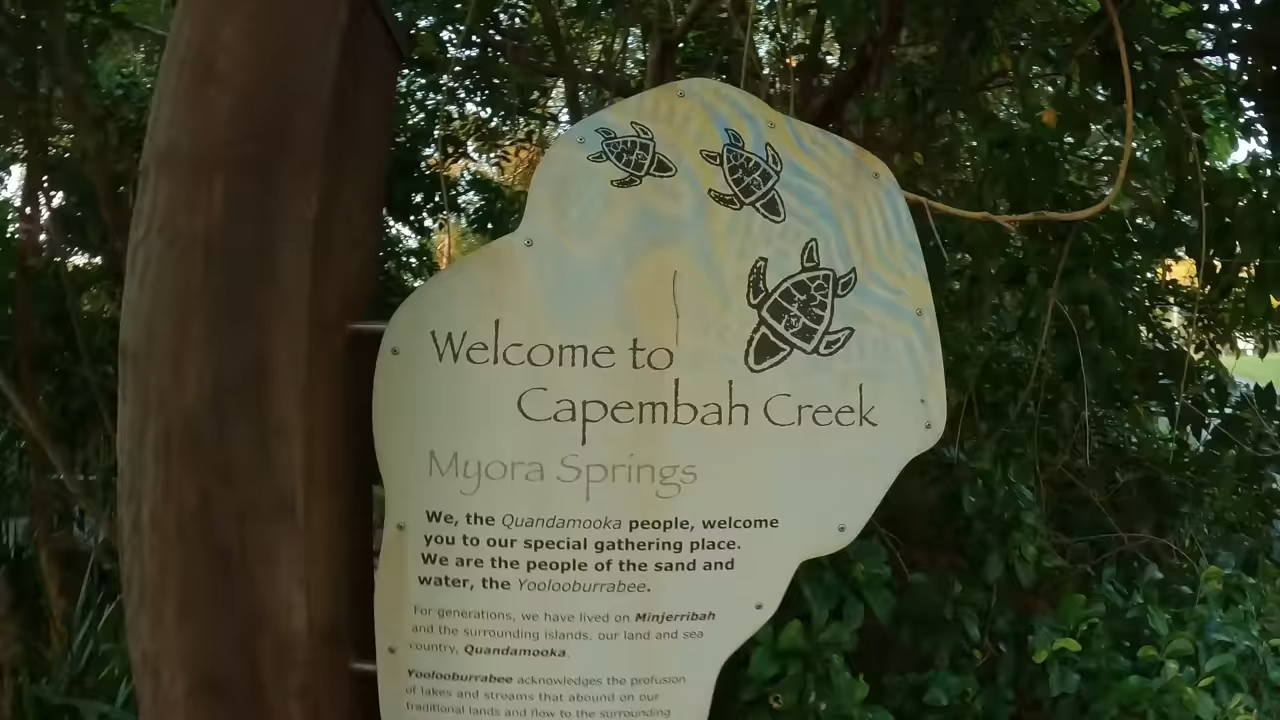 Welcome to
Capembah Creek
Myora Springs
We, the Quandamooka people, welcome
you to our special gathering place.
We are the people of the sand and
water, the Yoolooburrabee.
For generations, we have lived on Minjerribah
and the surrounding islands, our land and sea
country, Quandamooka.
Yoolooburrabee acknowledges the profusion
of lakes and streams that abound on our
traditional lands and flow to the surrounding